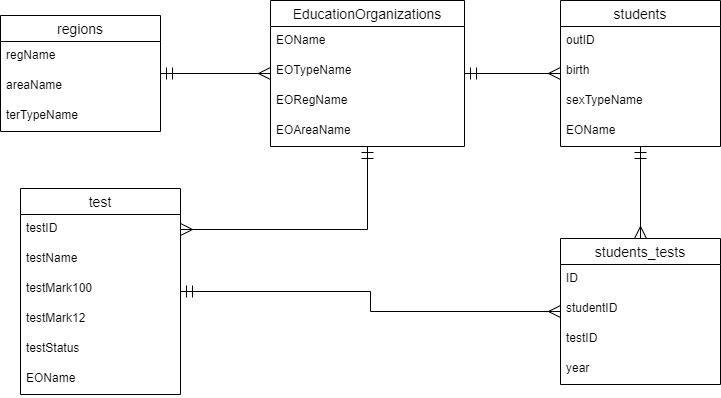 regions
regName
areaName
terTypeName
EducationOrganizations
EOName
EOTypeName
EORegName
EOAreaName
students
outID
birth
sexTypeName
EOName
test
testID
testName
testMark100
testMark12
testStatus
EOName
students_tests
ID
studentID
testID
year